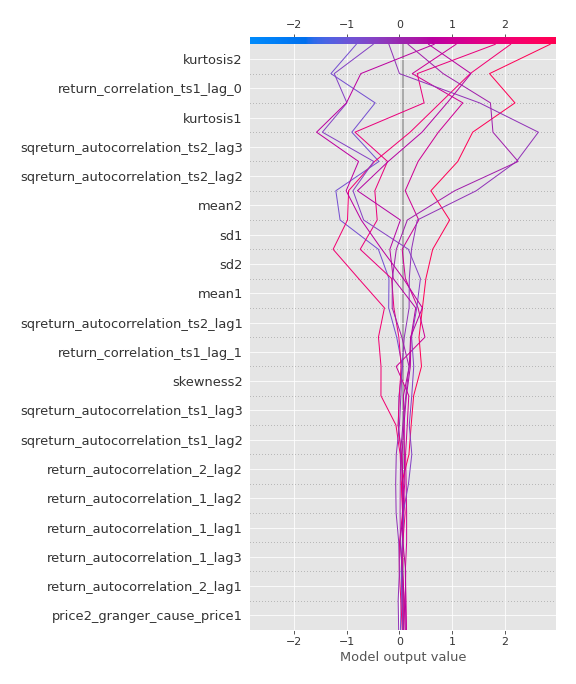 −2 −1 0 1 2
kurtosis2
return_correlation_ts1_lag_0
kurtosis1
sqreturn_autocorrelation_ts2_lag3
sqreturn_autocorrelation_ts2_lag2
mean2
sd1
sd2
mean1
sqreturn_autocorrelation_ts2_lag1
return_correlation_ts1_lag_1
skewness2
sqreturn_autocorrelation_ts1_lag3
sqreturn_autocorrelation_ts1_lag2
return_autocorrelation_2_lag2
return_autocorrelation_1_lag2
return_autocorrelation_1_lag1
return_autocorrelation_1_lag3
return_autocorrelation_2_lag1
price2_granger_cause_price1
−2 −1 0 1 2
Model output value